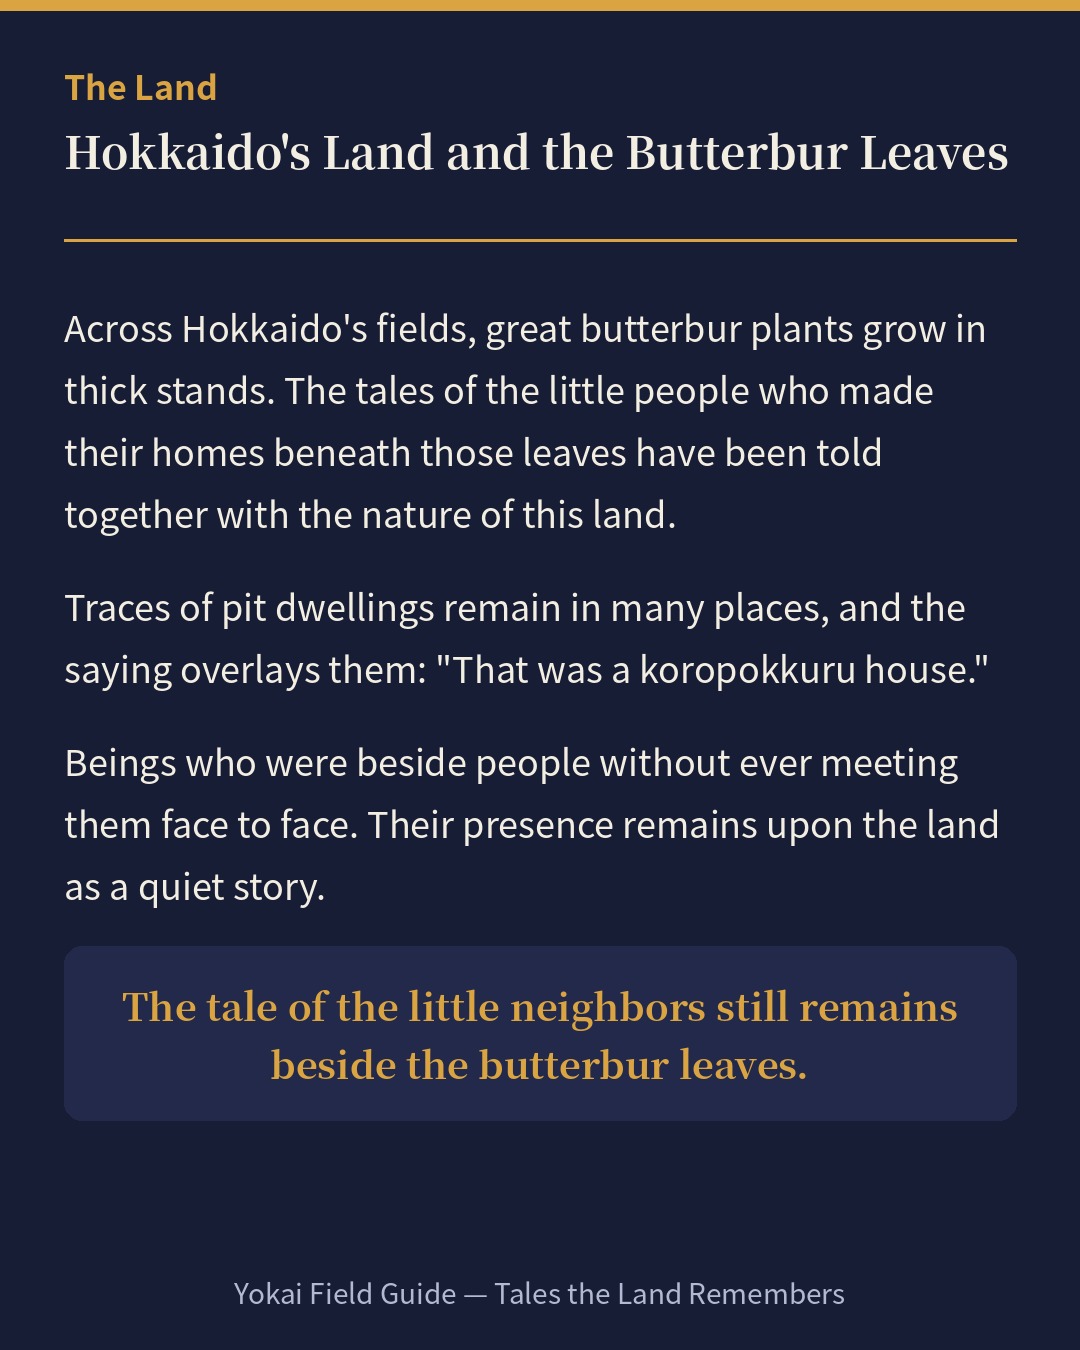 The Land
Hokkaido's Land and the Butterbur Leaves
Across Hokkaido's fields, great butterbur plants grow in
thick stands. The tales of the little people who made
their homes beneath those leaves have been told
together with the nature of this land.
Traces of pit dwellings remain in many places, and the
saying overlays them: "That was a koropokkuru house."
Beings who were beside people without ever meeting
them face to face. Their presence remains upon the land
as a quiet story.
The tale of the little neighbors still remains
beside the butterbur leaves.
Yokai Field Guide — Tales the Land Remembers